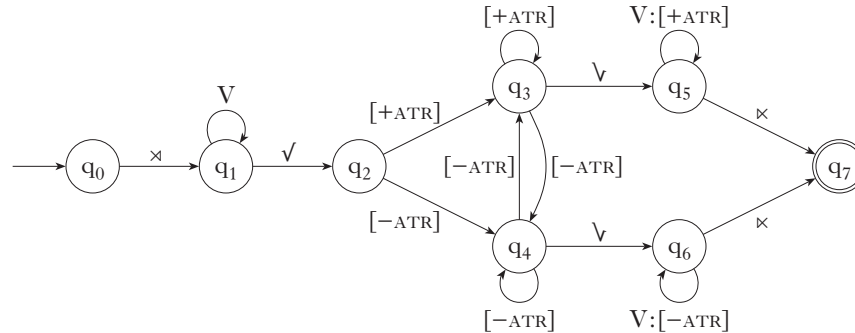 [+ATR] V:[+ATR]
V q₃ √ q₅
[+ATR] ⋊
q₀ ⋊ q₁ √ q₂ [−ATR] [−ATR] q₇
[−ATR] ⋉
q₄ √ q₆
[−ATR] V:[−ATR]